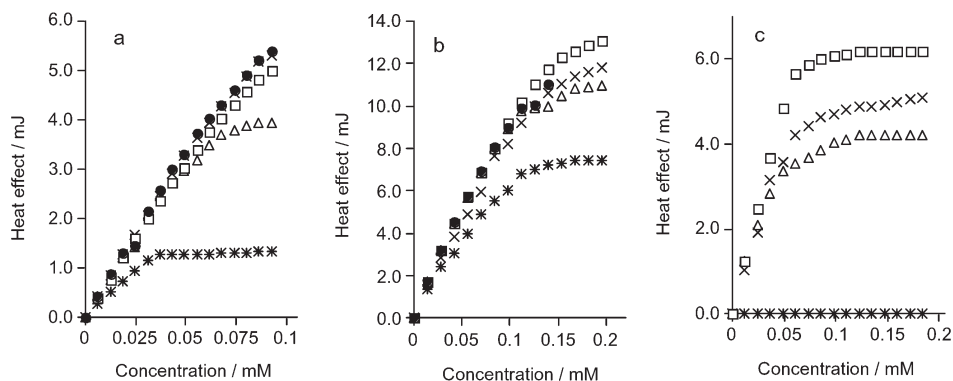 a
Heat effect / mJ
6.0
5.0
4.0
3.0
2.0
1.0
0.0
0 0.025 0.05 0.075 0.1
Concentration / mM
b
Heat effect / mJ
14.0
12.0
10.0
8.0
6.0
4.0
2.0
0.0
0 0.05 0.1 0.15 0.2
Concentration / mM
c
Heat effect / mJ
6.0
4.0
2.0
0.0
0 0.05 0.1 0.15 0.2
Concentration / mM